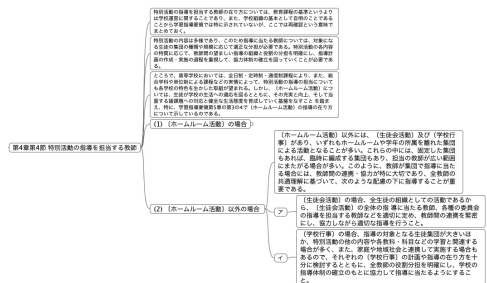 特別活動の指導を担当する教師の在り方については、教育課程の基準というより
は学校運営に関することであり、また、学校組織の基本として自明のことである
ことから学習指導要領では特に示されていないが、ここでは再確認という意味で
まとめておく。
特別活動の内容は多様であり、このため指導に当たる教師については、対象にな
る生徒の集団の種類や規模に応じて適正な分担が必要である。特別活動の各内容
の特質に応じて、教師間の望ましい指導の組織と役割の分担を明確にし、指導計
画の作成・実施の過程を重視して、協力体制の確立を図っていくことが必要であ
る。
ところで、高等学校においては、全日制・定時制・通信制課程により、また、総
合学科や単位制による課程などの実情によって、特別活動の指導の担当について
も各学校の特色を生かした取組が望まれる。しかし、〔ホームルーム活動〕につ
いては、生徒が学校の生活への適応を図るとともに、その充実と向上、そして当
面する諸課題への対応と健全な生活態度を育成していく基盤をなすこと を踏ま
え、特に、学習指導要領第5章の第3の4で〔ホームルーム活動〕の指導の在り方
について示しているのである。
(1) 〔ホームルーム活動〕の場合
第4章第4節 特別活動の指導を担当する教師
(2) 〔ホームルーム活動〕以外の場合
〔ホームルーム活動〕以外には、〔生徒会活動〕及び〔学校行
事〕があり、いずれもホームルームや学年の所属を離れた集団
による活動となることが多い。これらの中には、固定した集団
もあれば、臨時に編成する集団もあり、担当の教師が広い範囲
にまたがる場合が多い。このように、教師が集団で指導に当た
る場合には、教師間の連携・協力が特に大切であり、全教師の
共通理解に基づいて、次のような配慮の下に指導することが重
要である。
ア
〔生徒会活動〕の場合、全生徒の組織としての活動であるか
ら、〔生徒会活動〕の全体の指 導に当たる教師、各種の委員会
の指導を担当する教師などを適切に定め、教師間の連携を緊密
にし、協力しながら適切な指導を行うこと。
イ
〔学校行事〕の場合、指導の対象となる生徒集団が大きいほ
か、特別活動の他の内容や各教科・科目などの学習と関連する
場合が多く、また、家庭や地域社会と連携して実施する場合も
あるので、それぞれの〔学校行事〕の計画や指導の在り方を十
分に検討するとともに、全教師の役割分担を明確にし、学校の
指導体制の確立のもとに協力して指導に当たるようにするこ
と。